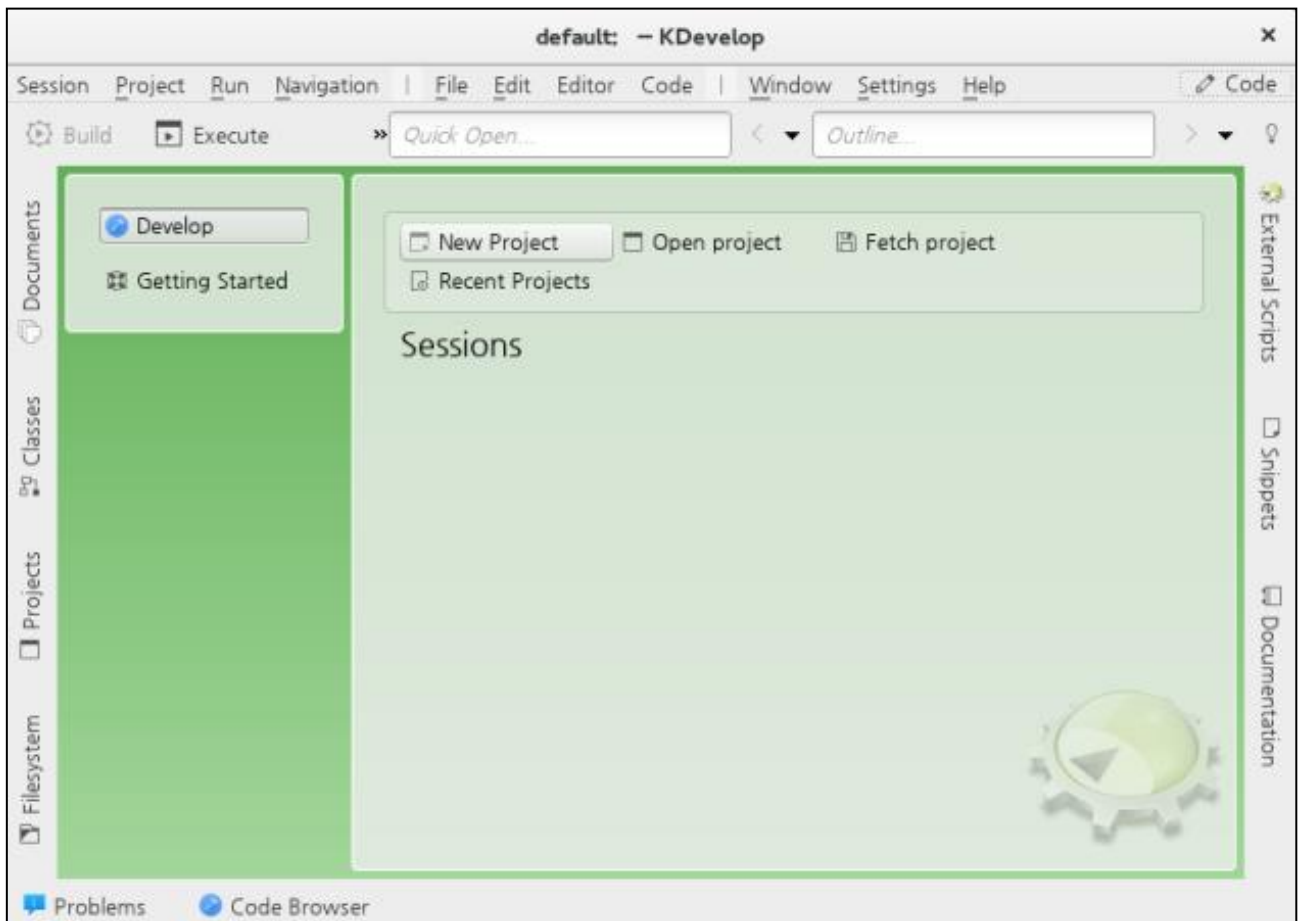 default: — KDevelop ×
Session Project Run Navigation | File Edit Editor Code | Window Settings Help Code
Build Execute » Quick Open... Outline...
Develop
Getting Started
New Project Open project Fetch project
Recent Projects
Sessions
Documents
Classes
Projects
Filesystem
External Scripts
Snippets
Documentation
Problems Code Browser